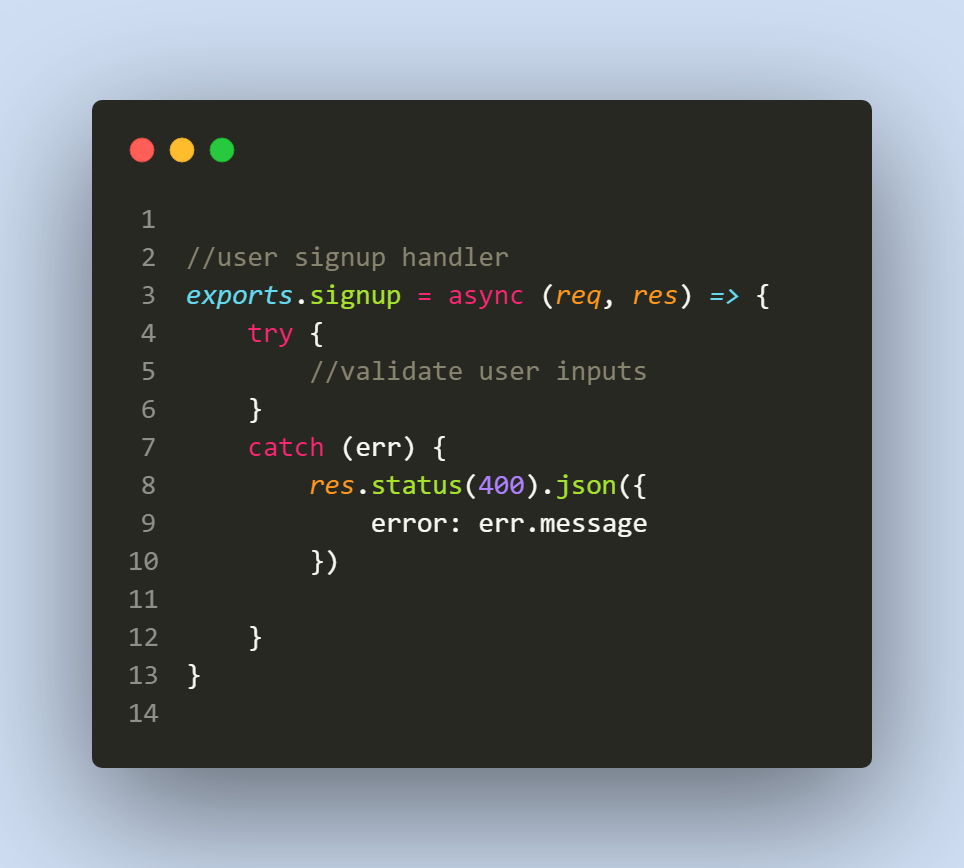 1
2 //user signup handler
3 exports.signup = async (req, res) => {
4     try {
5         //validate user inputs
6     }
7     catch (err) {
8         res.status(400).json({
9             error: err.message
10         })
11
12     }
13 }
14